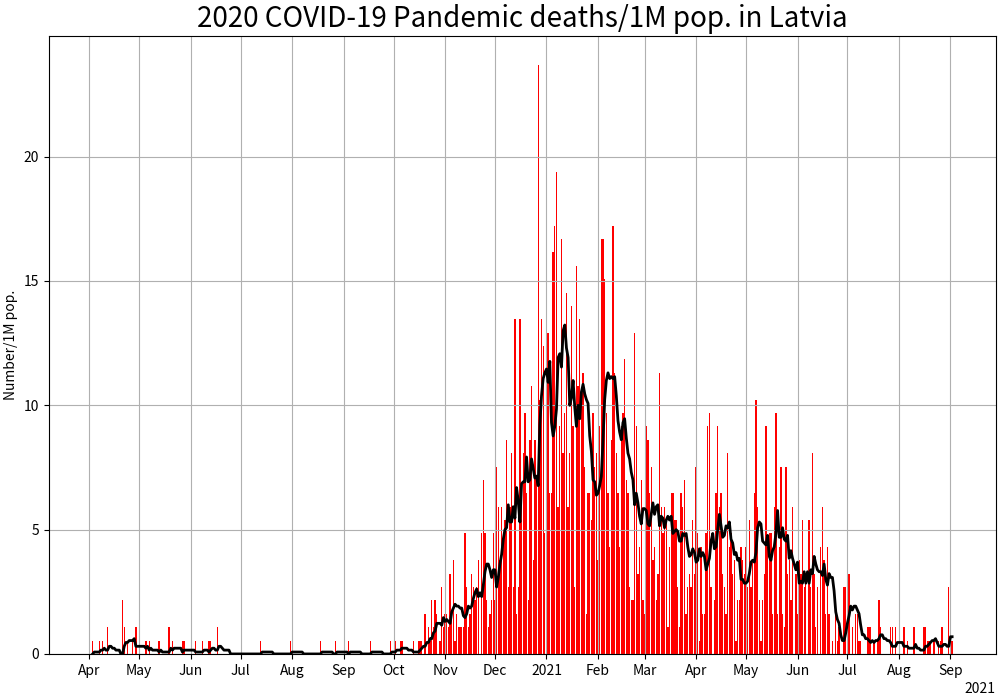 2020 COVID-19 Pandemic deaths/1M pop. in Latvia
Number/1M pop.
20
15
10
5
0
Apr May Jun Jul Aug Sep Oct Nov Dec 2021 Feb Mar Apr May Jun Jul Aug Sep
2021